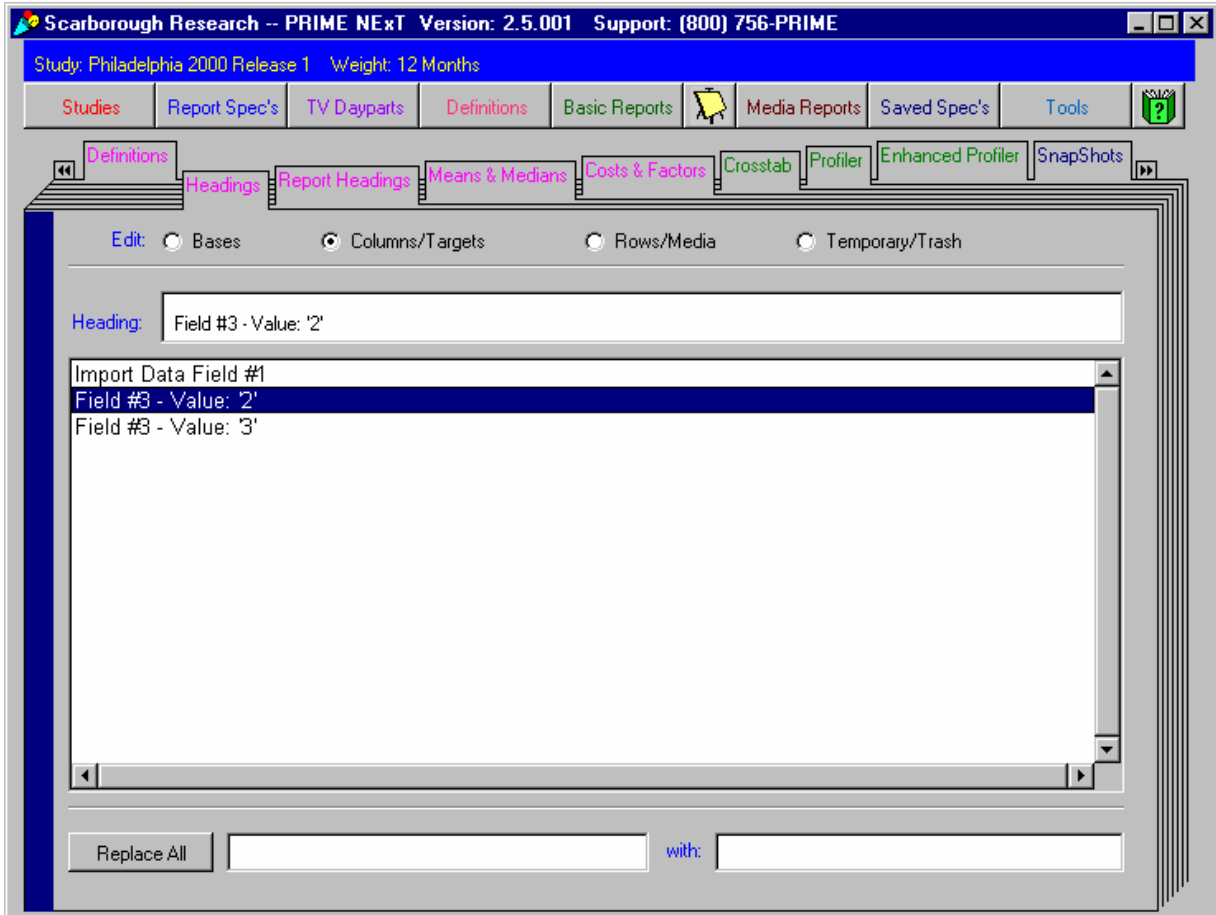 Scarborough Research -- PRIME NExT Version: 2.5.001 Support: (800) 756-PRIME
Study: Philadelphia 2000 Release 1 Weight: 12 Months
Studies Report Spec's TV Dayparts Definitions Basic Reports Media Reports Saved Spec's Tools ?
Definitions Headings Report Headings Means & Medians Costs & Factors Crosstab Profiler Enhanced Profiler SnapShots
Edit: Bases Columns/Targets Rows/Media Temporary/Trash
Heading: Field #3 - Value: '2'
Import Data Field #1
Field #3 - Value: '2'
Field #3 - Value: '3'
Replace All with: